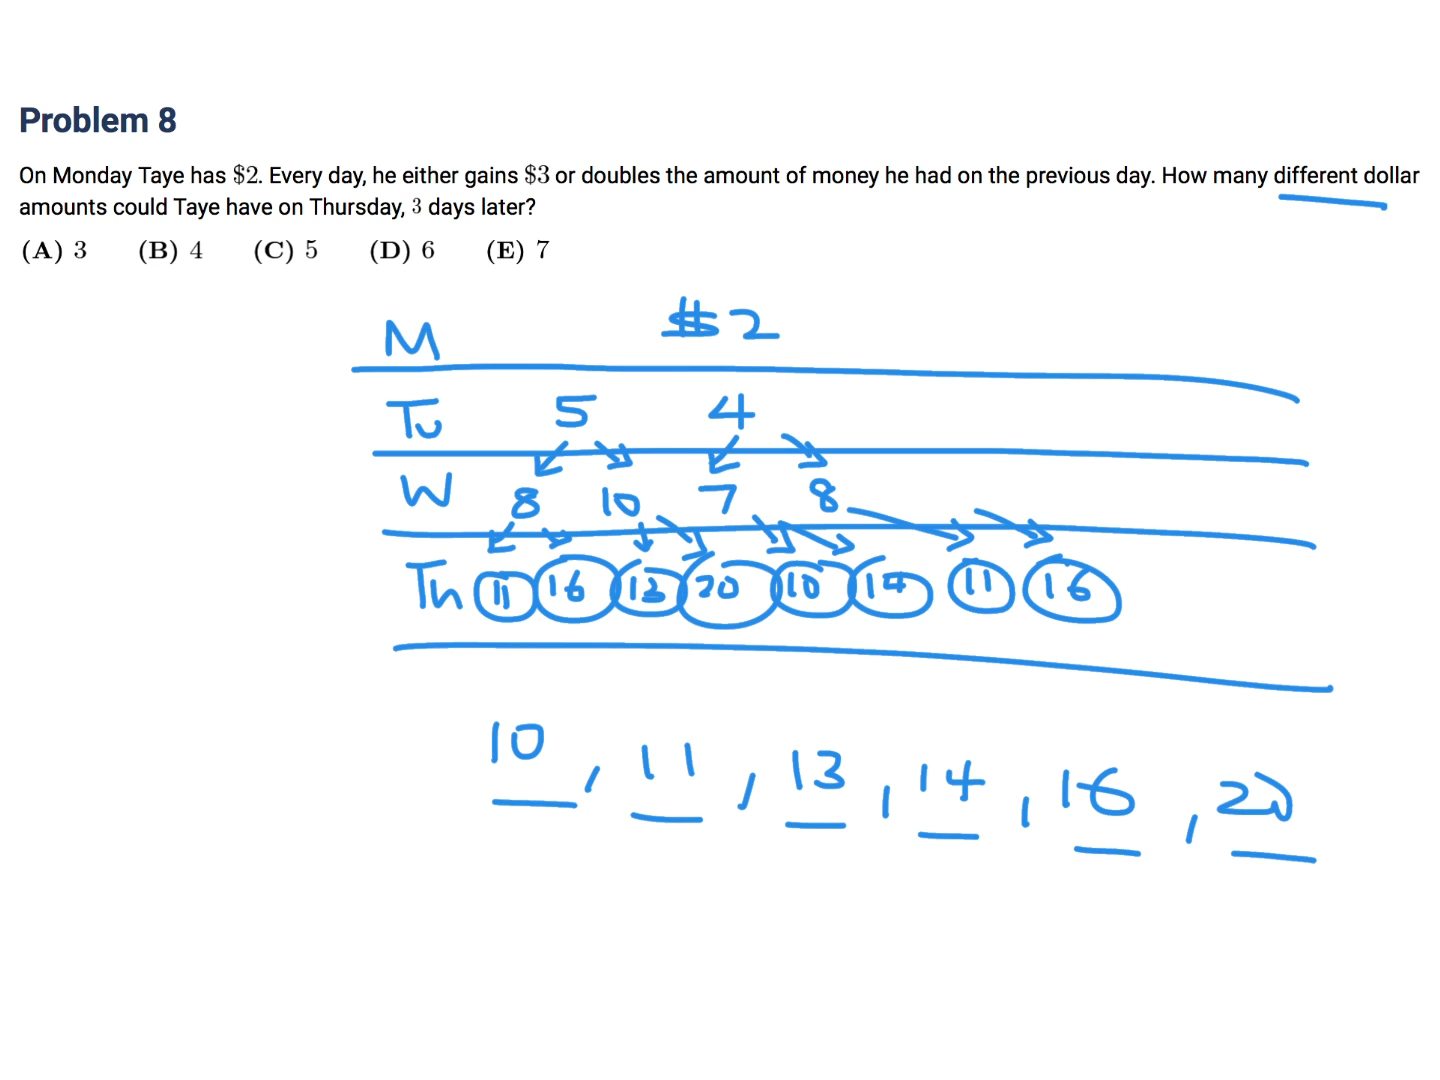 Problem 8
On Monday Taye has $2. Every day, he either gains $3 or doubles the amount of money he had on the previous day. How many different dollar
amounts could Taye have on Thursday, 3 days later?
(A) 3 (B) 4 (C) 5 (D) 6 (E) 7
M $2
Tu 5 4
W 8 10 7 8
Th 11 16 13 20 10 14 11 16
10, 11, 13, 14, 16, 20